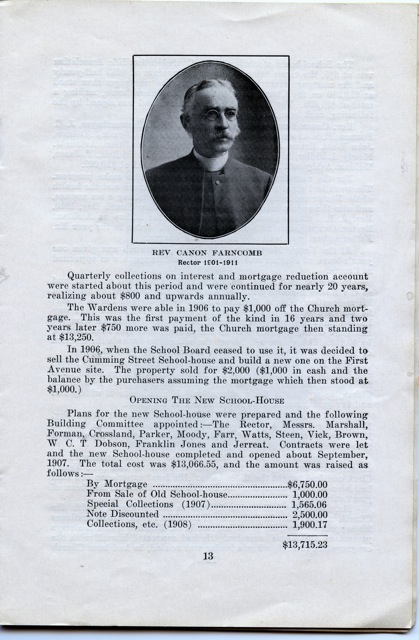 REV CANON FARNCOMB
Rector 1901-1911
Quarterly collections on interest and mortgage reduction account
were started about this period and were continued for nearly 20 years,
realizing about $800 and upwards annually.
The Wardens were able in 1906 to pay $1,000 off the Church mort-
gage. This was the first payment of the kind in 16 years and two
years later $750 more was paid, the Church mortgage then standing
at $13,250.
In 1906, when the School Board ceased to use it, it was decided to
sell the Cumming Street School-house and build a new one on the First
Avenue site. The property sold for $2,000 ($1,000 in cash and the
balance by the purchasers assuming the mortgage which then stood at
$1,000.)
OPENING THE NEW SCHOOL-HOUSE
Plans for the new School-house were prepared and the following
Building Committee appointed:—The Rector, Messrs. Marshall,
Forman, Crossland, Parker, Moody, Farr, Watts, Steen, Vick, Brown,
W C. T Dobson, Franklin Jones and Jerreat. Contracts were let
and the new School-house completed and opened about September,
1907. The total cost was $13,066.55, and the amount was raised as
follows:—
By Mortgage ........................................$6,750.00
From Sale of Old School-house.................. 1,000.00
Special Collections (1907)........................ 1,565.06
Note Discounted ..................................... 2,500.00
Collections, etc. (1908) ........................... 1,900.17
$13,715.23
13